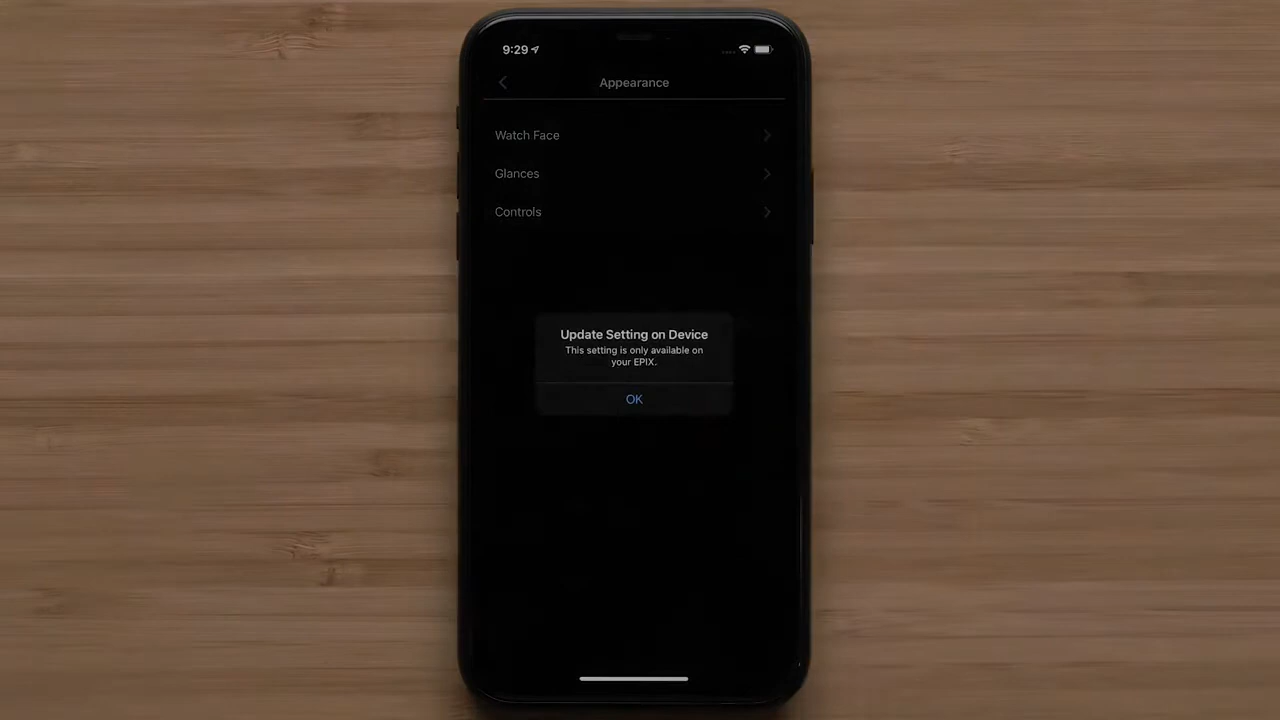 9:29
Appearance
Watch Face
Glances
Controls
Update Setting on Device
This setting is only available on
your EPIX.
OK